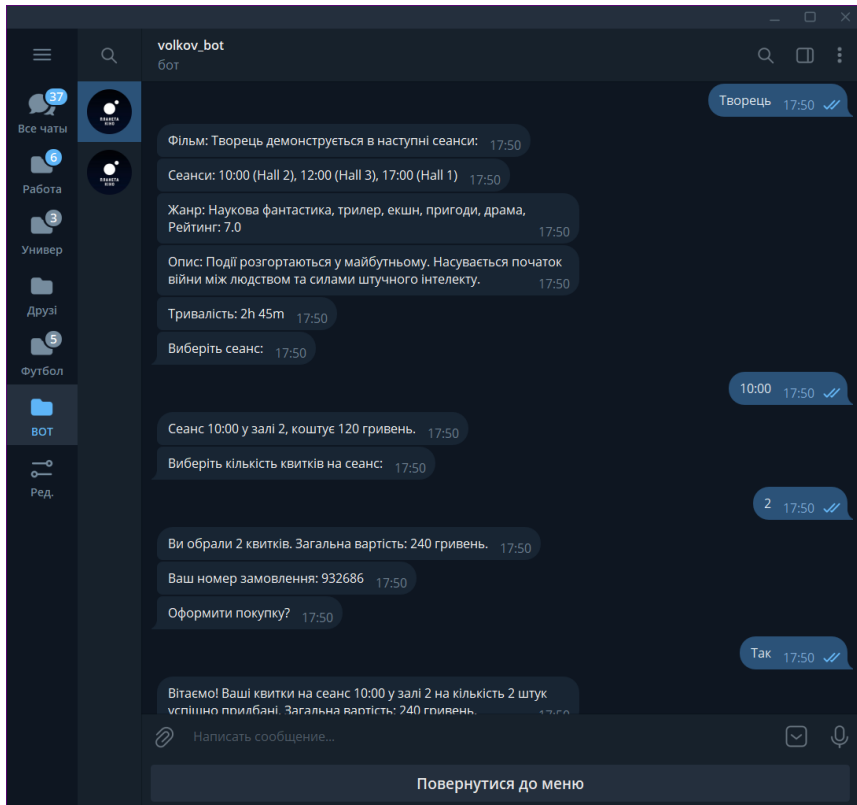 volkov_bot
бот
37
Все чаты
6
Работа
3
Универ
Друзі
5
Футбол
БОТ
Ред.
ПЛАНЕТА
КІНО
ПЛАНЕТА
КІНО
Творець 17:50
Фільм: Творець демонструється в наступні сеанси: 17:50
Сеанси: 10:00 (Hall 2), 12:00 (Hall 3), 17:00 (Hall 1) 17:50
Жанр: Наукова фантастика, трилер, екшн, пригоди, драма,
Рейтинг: 7.0 17:50
Опис: Події розгортаються у майбутньому. Насувається початок
війни між людством та силами штучного інтелекту. 17:50
Тривалість: 2h 45m 17:50
Виберіть сеанс: 17:50
10:00 17:50
Сеанс 10:00 у залі 2, коштує 120 гривень. 17:50
Виберіть кількість квитків на сеанс: 17:50
2 17:50
Ви обрали 2 квитків. Загальна вартість: 240 гривень. 17:50
Ваш номер замовлення: 932686 17:50
Оформити покупку? 17:50
Так 17:50
Вітаємо! Ваші квитки на сеанс 10:00 у залі 2 на кількість 2 штук
успішно придбані. Загальна вартість: 240 гривень. 17:50
Написать сообщение...
Повернутися до меню